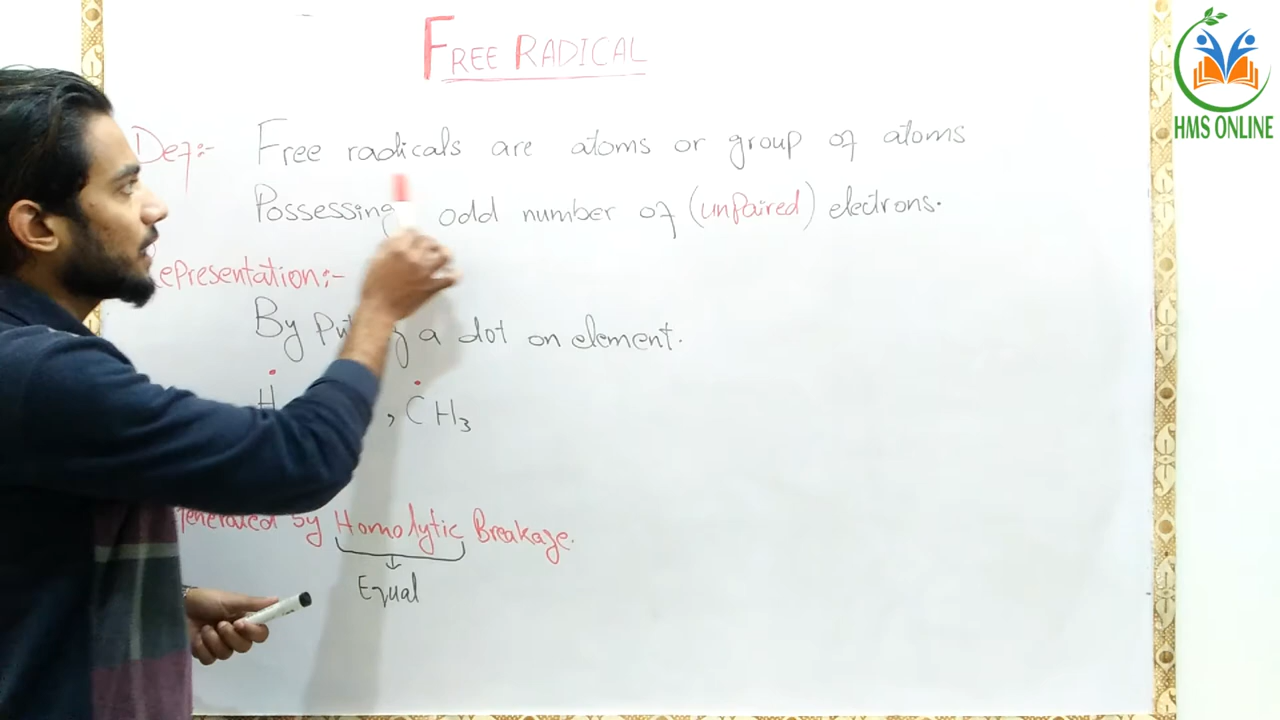 FREE RADICAL
HMS ONLINE
Def:- Free radicals are atoms or group of atoms
Possessing odd number of (unpaired) electrons.
Representation:-
By a dot on element.
H , CH3
generated by Homolytic Breakage.
Equal